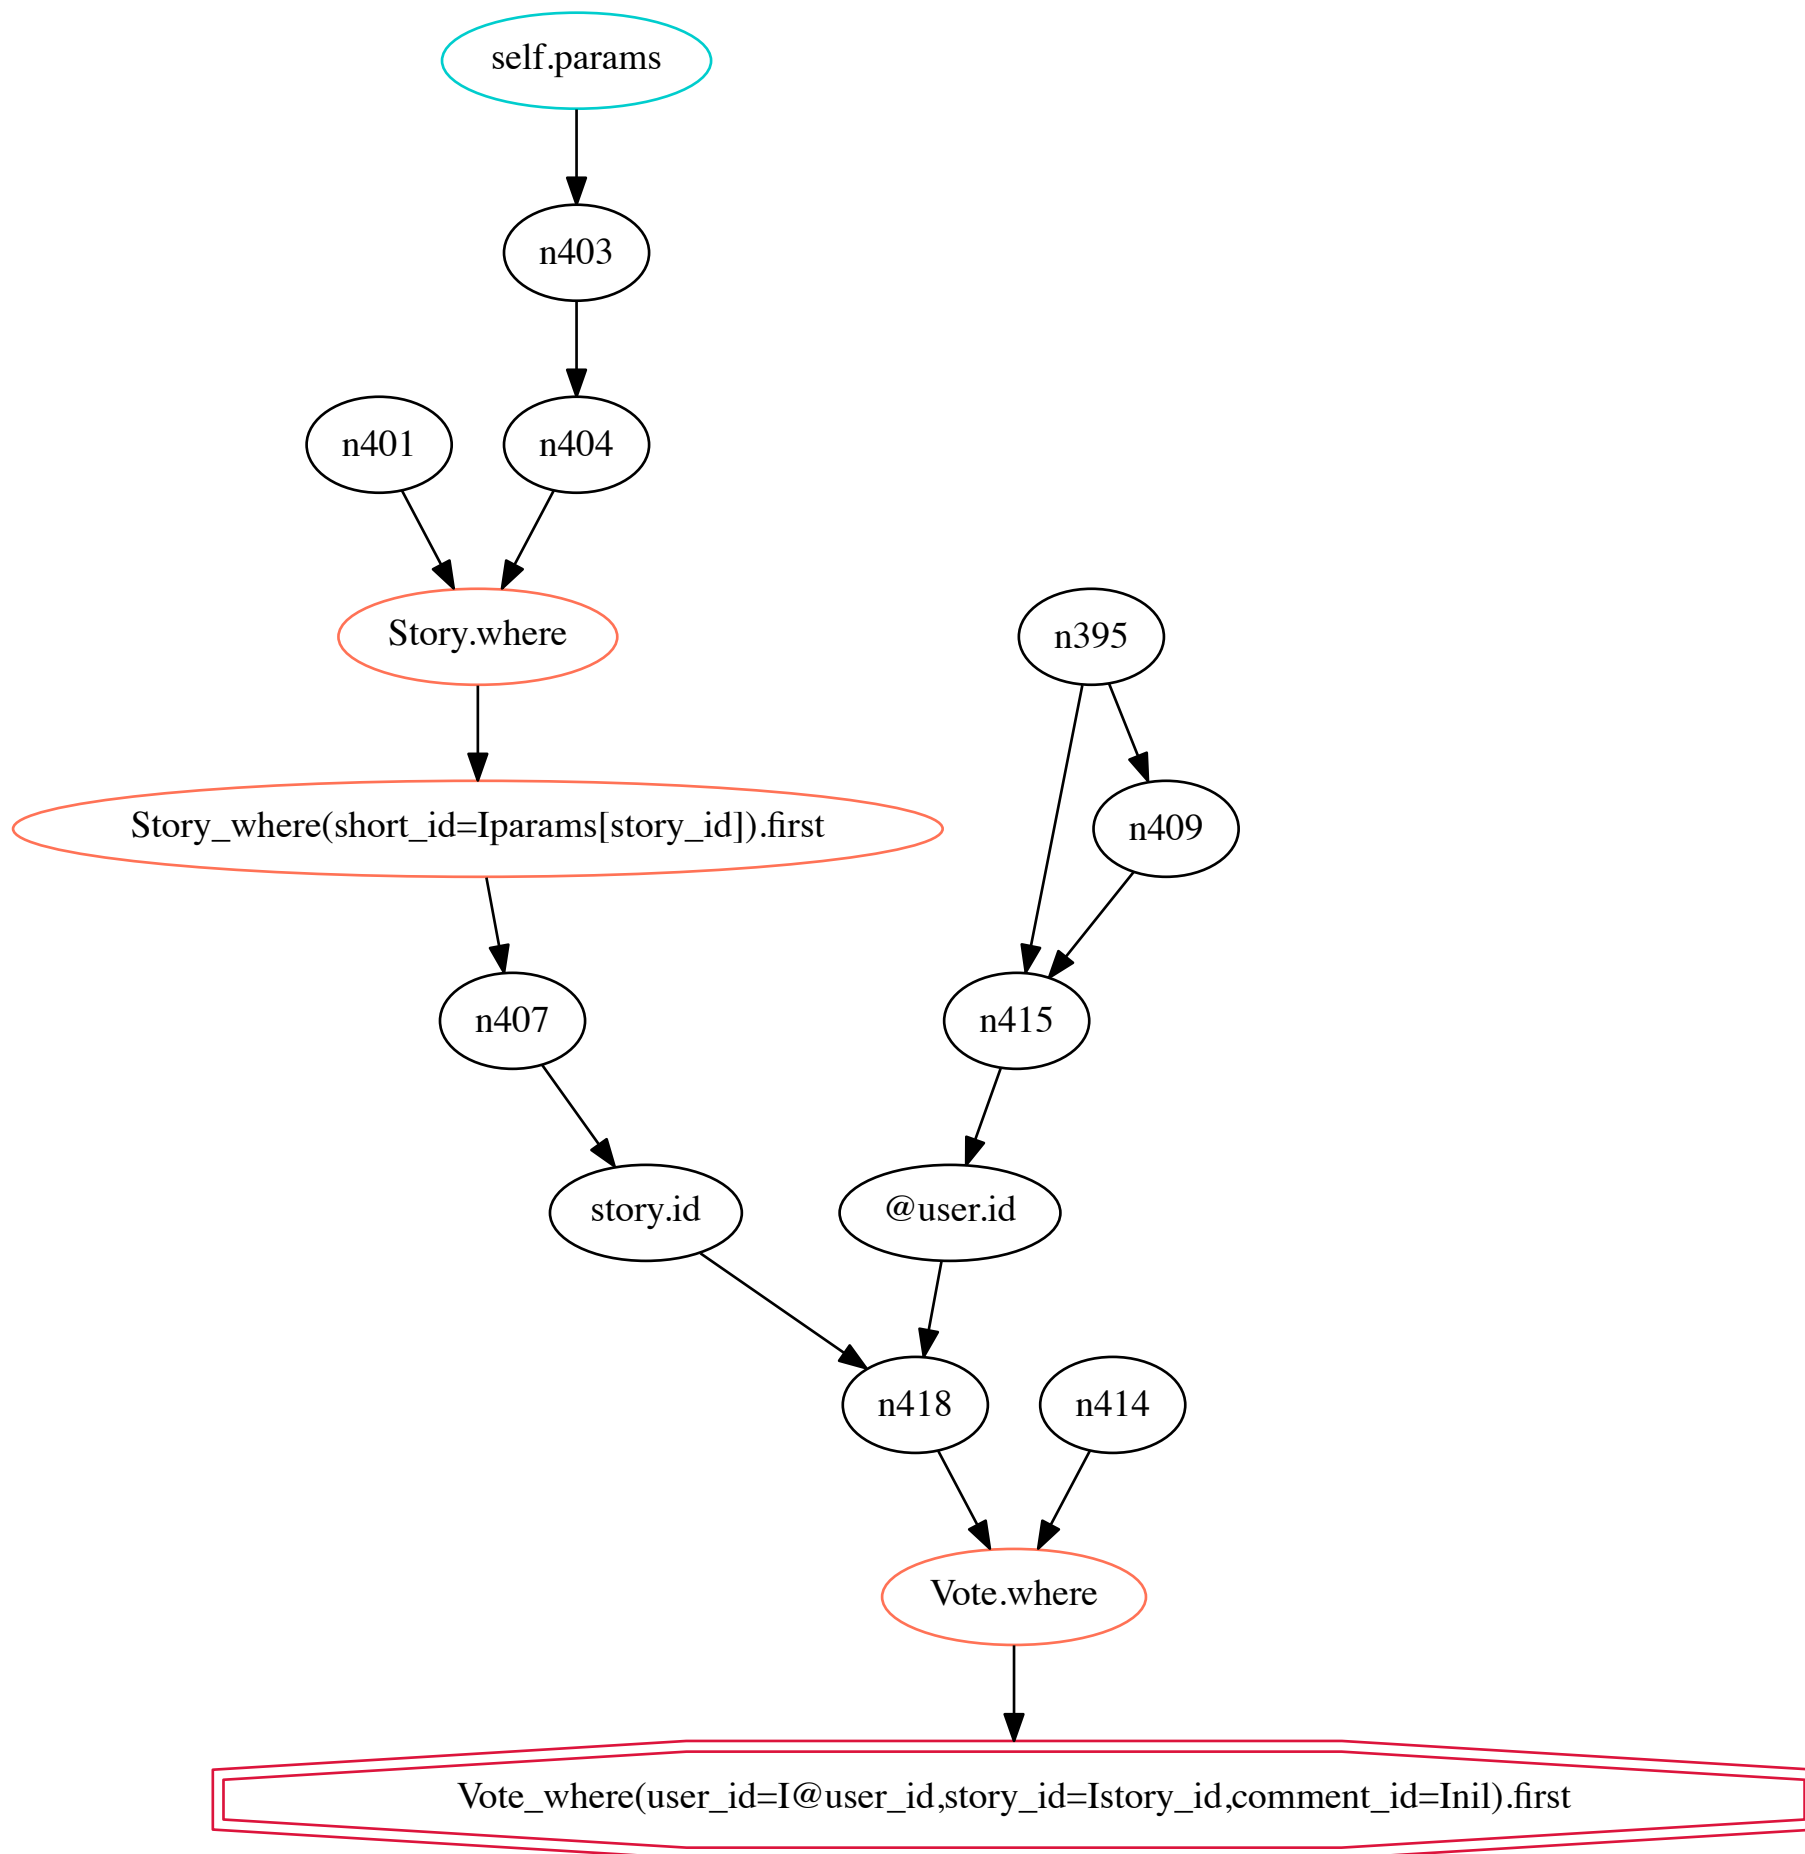 self.params
n403
n401
n404
Story.where
n395
Story_where(short_id=Iparams[story_id]).first
n409
n407
n415
story.id
@user.id
n418
n414
Vote.where
Vote_where(user_id=I@user_id,story_id=Istory_id,comment_id=Inil).first